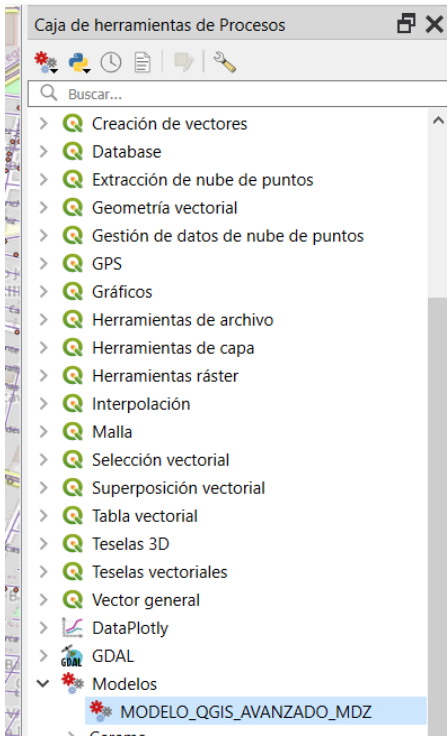 Caja de herramientas de Procesos
Buscar...
Creación de vectores
Database
Extracción de nube de puntos
Geometría vectorial
Gestión de datos de nube de puntos
GPS
Gráficos
Herramientas de archivo
Herramientas de capa
Herramientas ráster
Interpolación
Malla
Selección vectorial
Superposición vectorial
Tabla vectorial
Teselas 3D
Teselas vectoriales
Vector general
DataPlotly
GDAL
Modelos
MODELO_QGIS_AVANZADO_MDZ